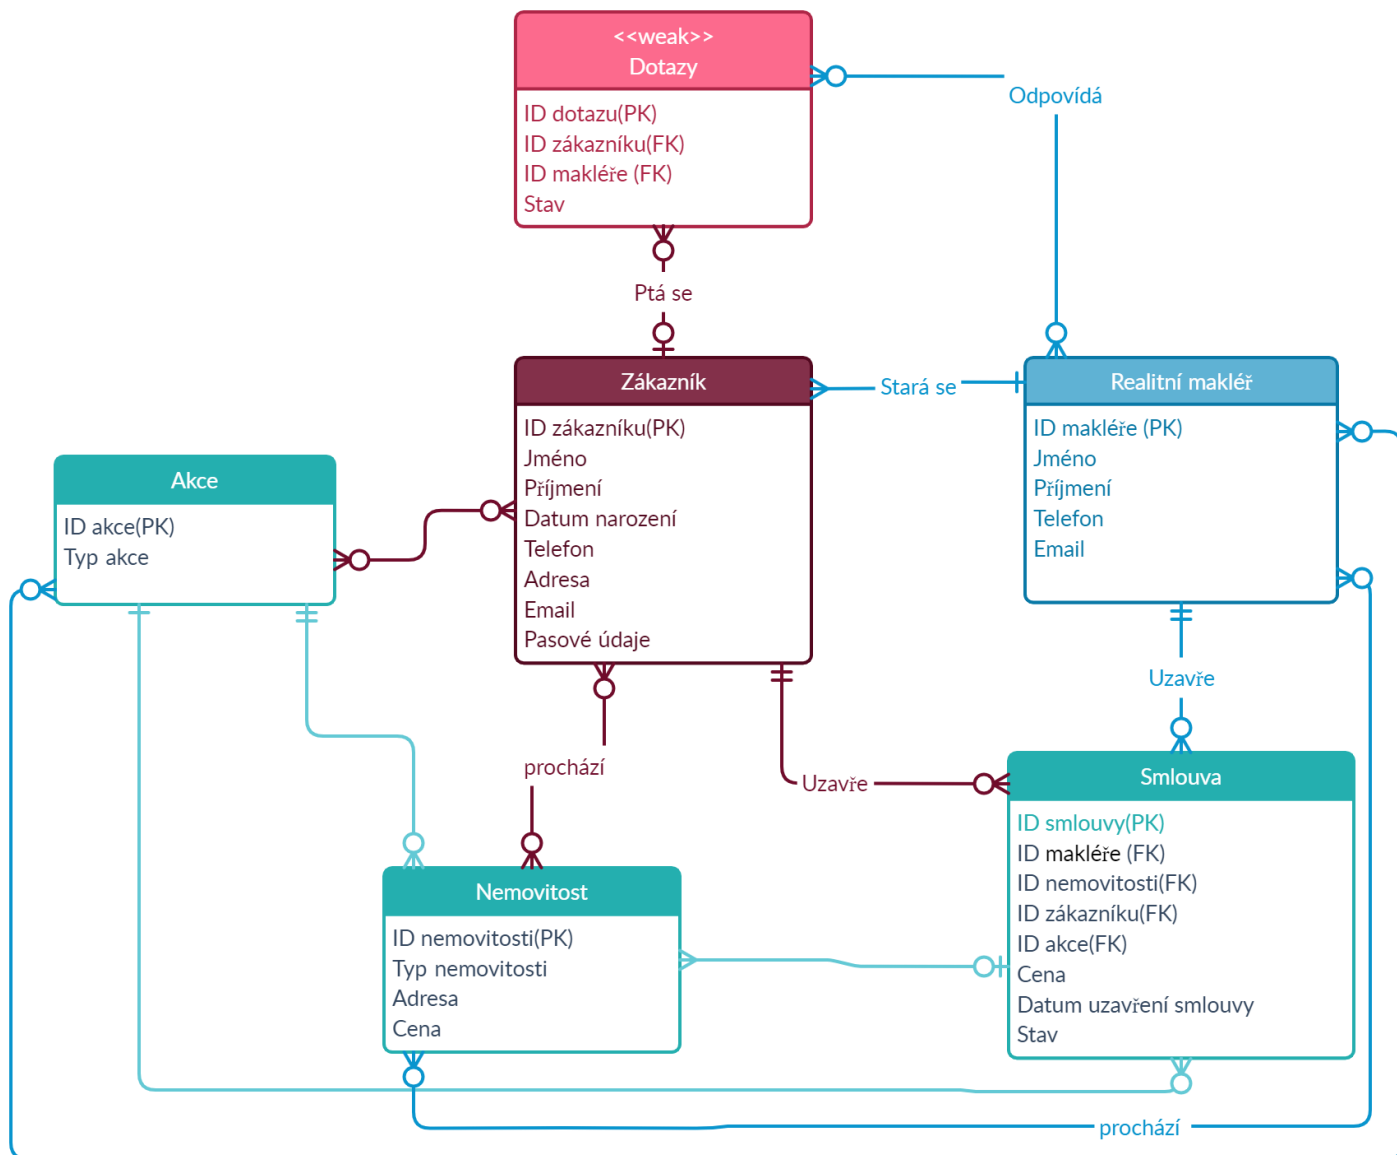 <<weak>>
Dotazy
ID dotazu(PK)
ID zákazníku(FK)
ID makléře (FK)
Stav
Odpovídá
Ptá se
Zákazník
ID zákazníku(PK)
Jméno
Příjmení
Datum narození
Telefon
Adresa
Email
Pasové údaje
Stará se
Realitní makléř
ID makléře (PK)
Jméno
Příjmení
Telefon
Email
Akce
ID akce(PK)
Typ akce
Uzavře
prochází
Uzavře
Smlouva
ID smlouvy(PK)
ID makléře (FK)
ID nemovitosti(FK)
ID zákazníku(FK)
ID akce(FK)
Cena
Datum uzavření smlouvy
Stav
Nemovitost
ID nemovitosti(PK)
Typ nemovitosti
Adresa
Cena
prochází